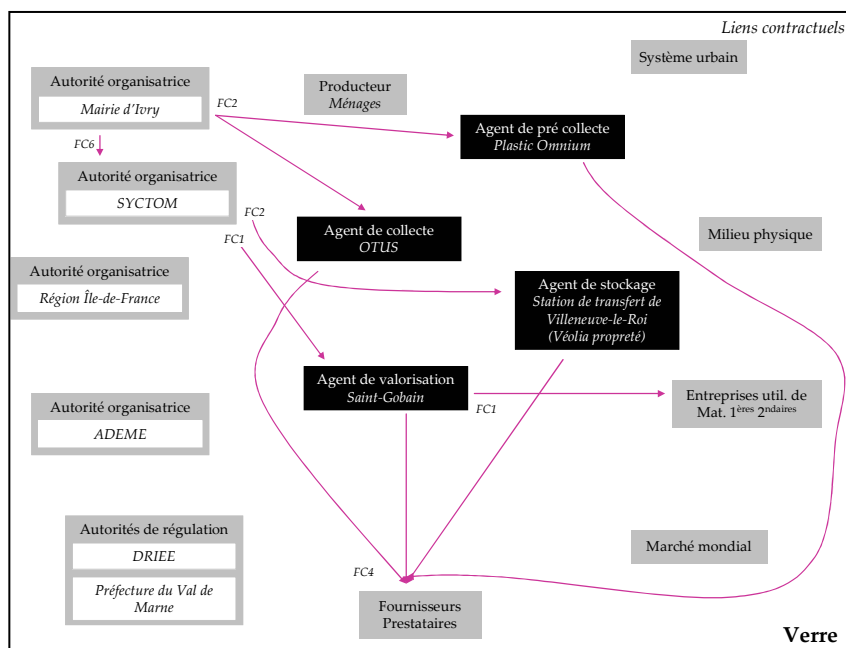 Liens contractuels
Système urbain
Autorité organisatrice
Mairie d'Ivry
FC2
Producteur
Ménages
Agent de pré collecte
Plastic Omnium
FC6
Autorité organisatrice
SYCTOM
FC2
FC1
Agent de collecte
OTUS
Milieu physique
Autorité organisatrice
Région Île-de-France
Agent de stockage
Station de transfert de
Villeneuve-le-Roi
(Véolia propreté)
Agent de valorisation
Saint-Gobain
FC1
Entreprises util. de
Mat. 1ères 2ndaires
Autorité organisatrice
ADEME
Autorités de régulation
DRIEE
Préfecture du Val de
Marne
Marché mondial
FC4
Fournisseurs
Prestataires
Verre